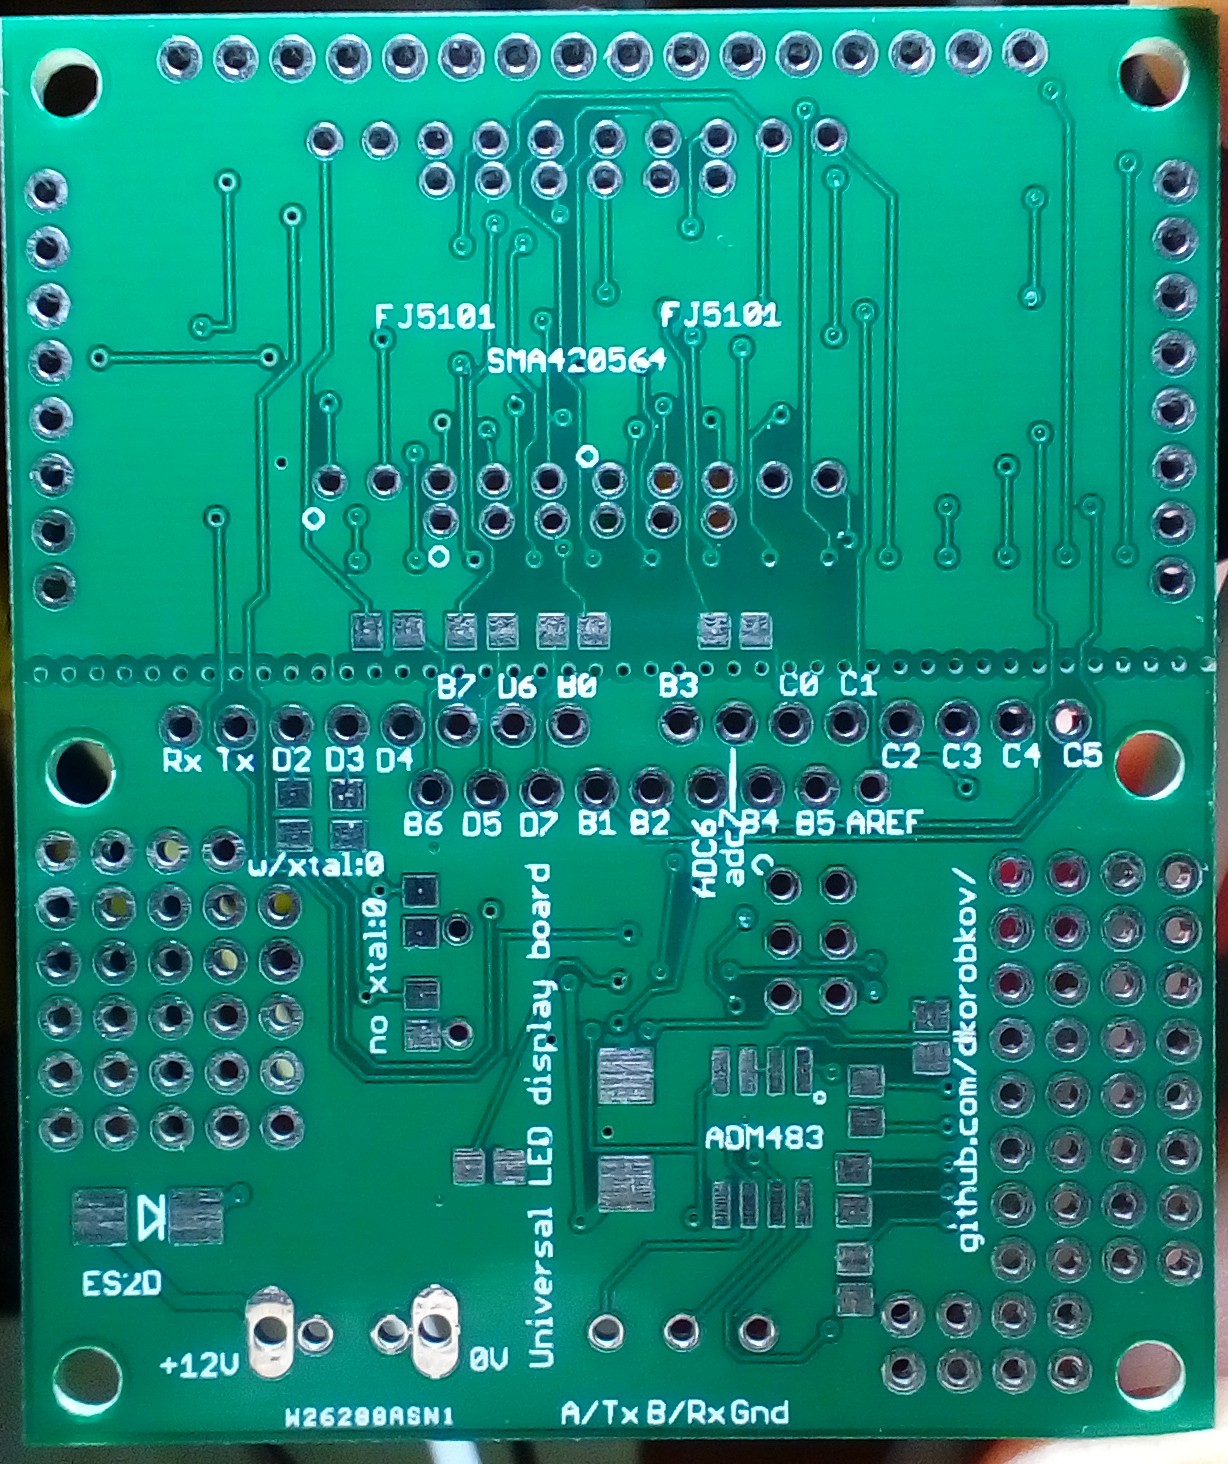 FJ5101 FJ5101
SMA420564
B7 D6 B0 B3 C0 C1
Rx Tx D2 D3 D4 C2 C3 C4 C5
B6 D5 D7 B1 B2 B4 B5 AREF
ADC6
adc7
w/xtal:0
no xtal:0
Universal LED display board
github.com/dkorobkov/
ADM483
ES2D
+12V 0V
W26288ASN1
A/Tx B/Rx Gnd